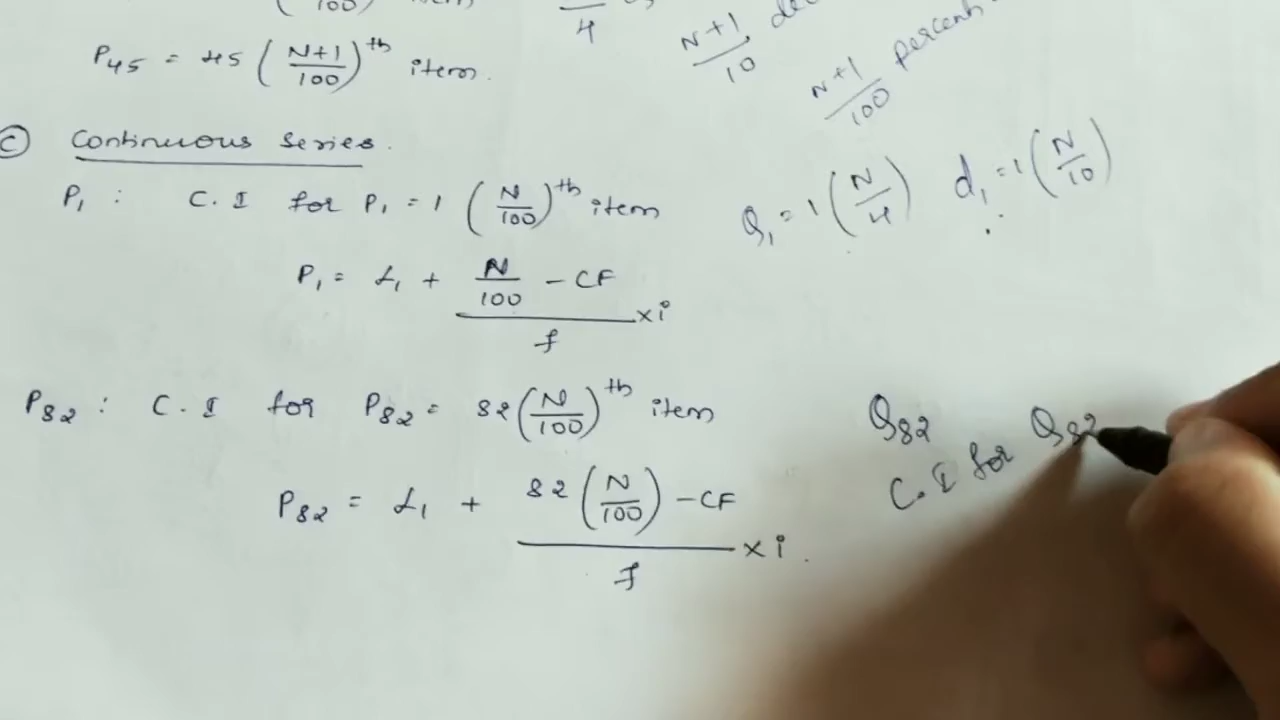 P45 = 45 (N+1/100)th item.
N+1/10
N+1/100
C Continuous Series.
P1 : C.I for P1 = 1 (N/100)th item
Q1 = 1 (N/4) d1 = 1 (N/10)
P1 = L1 + N/100 - CF / f × i
P82 : C.I for P82 = 82 (N/100)th item
P82 = L1 + 82 (N/100) - CF / f × i.
Q82
C.I for Q82